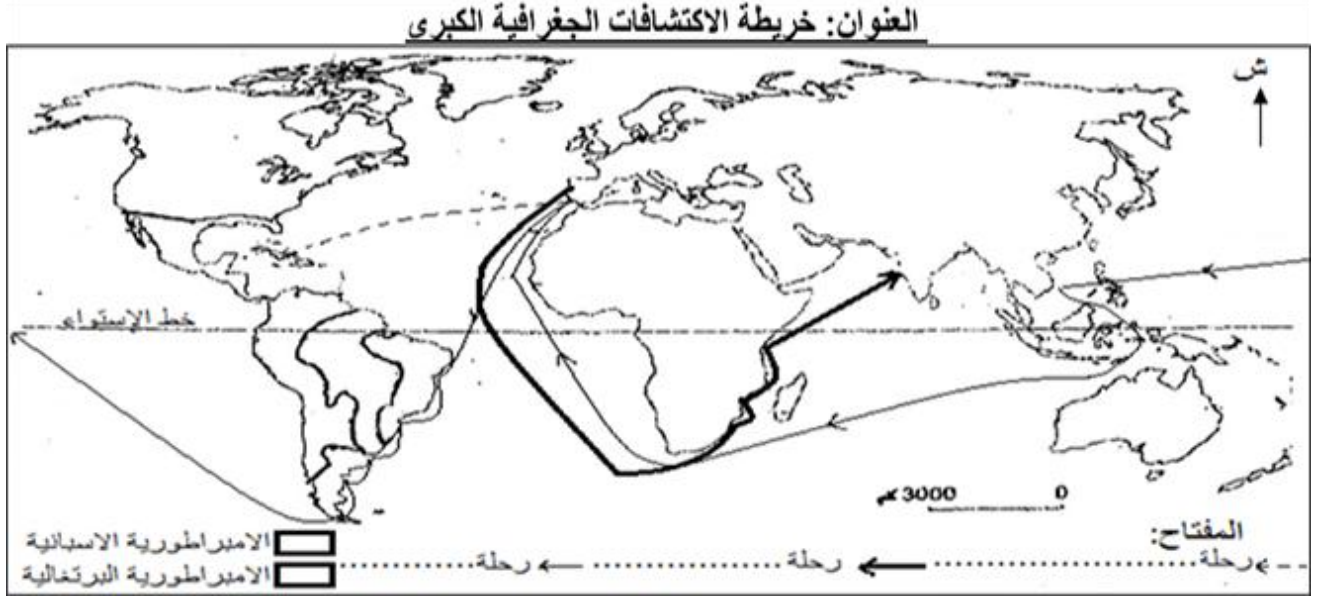 العنوان: خريطة الاكتشافات الجغرافية الكبرى
ش
خط الإستواء
3000 كم 0
المفتاح:
رحلة.................... رحلة.................... رحلة....................
الامبراطورية الاسبانية
الامبراطورية البرتغالية